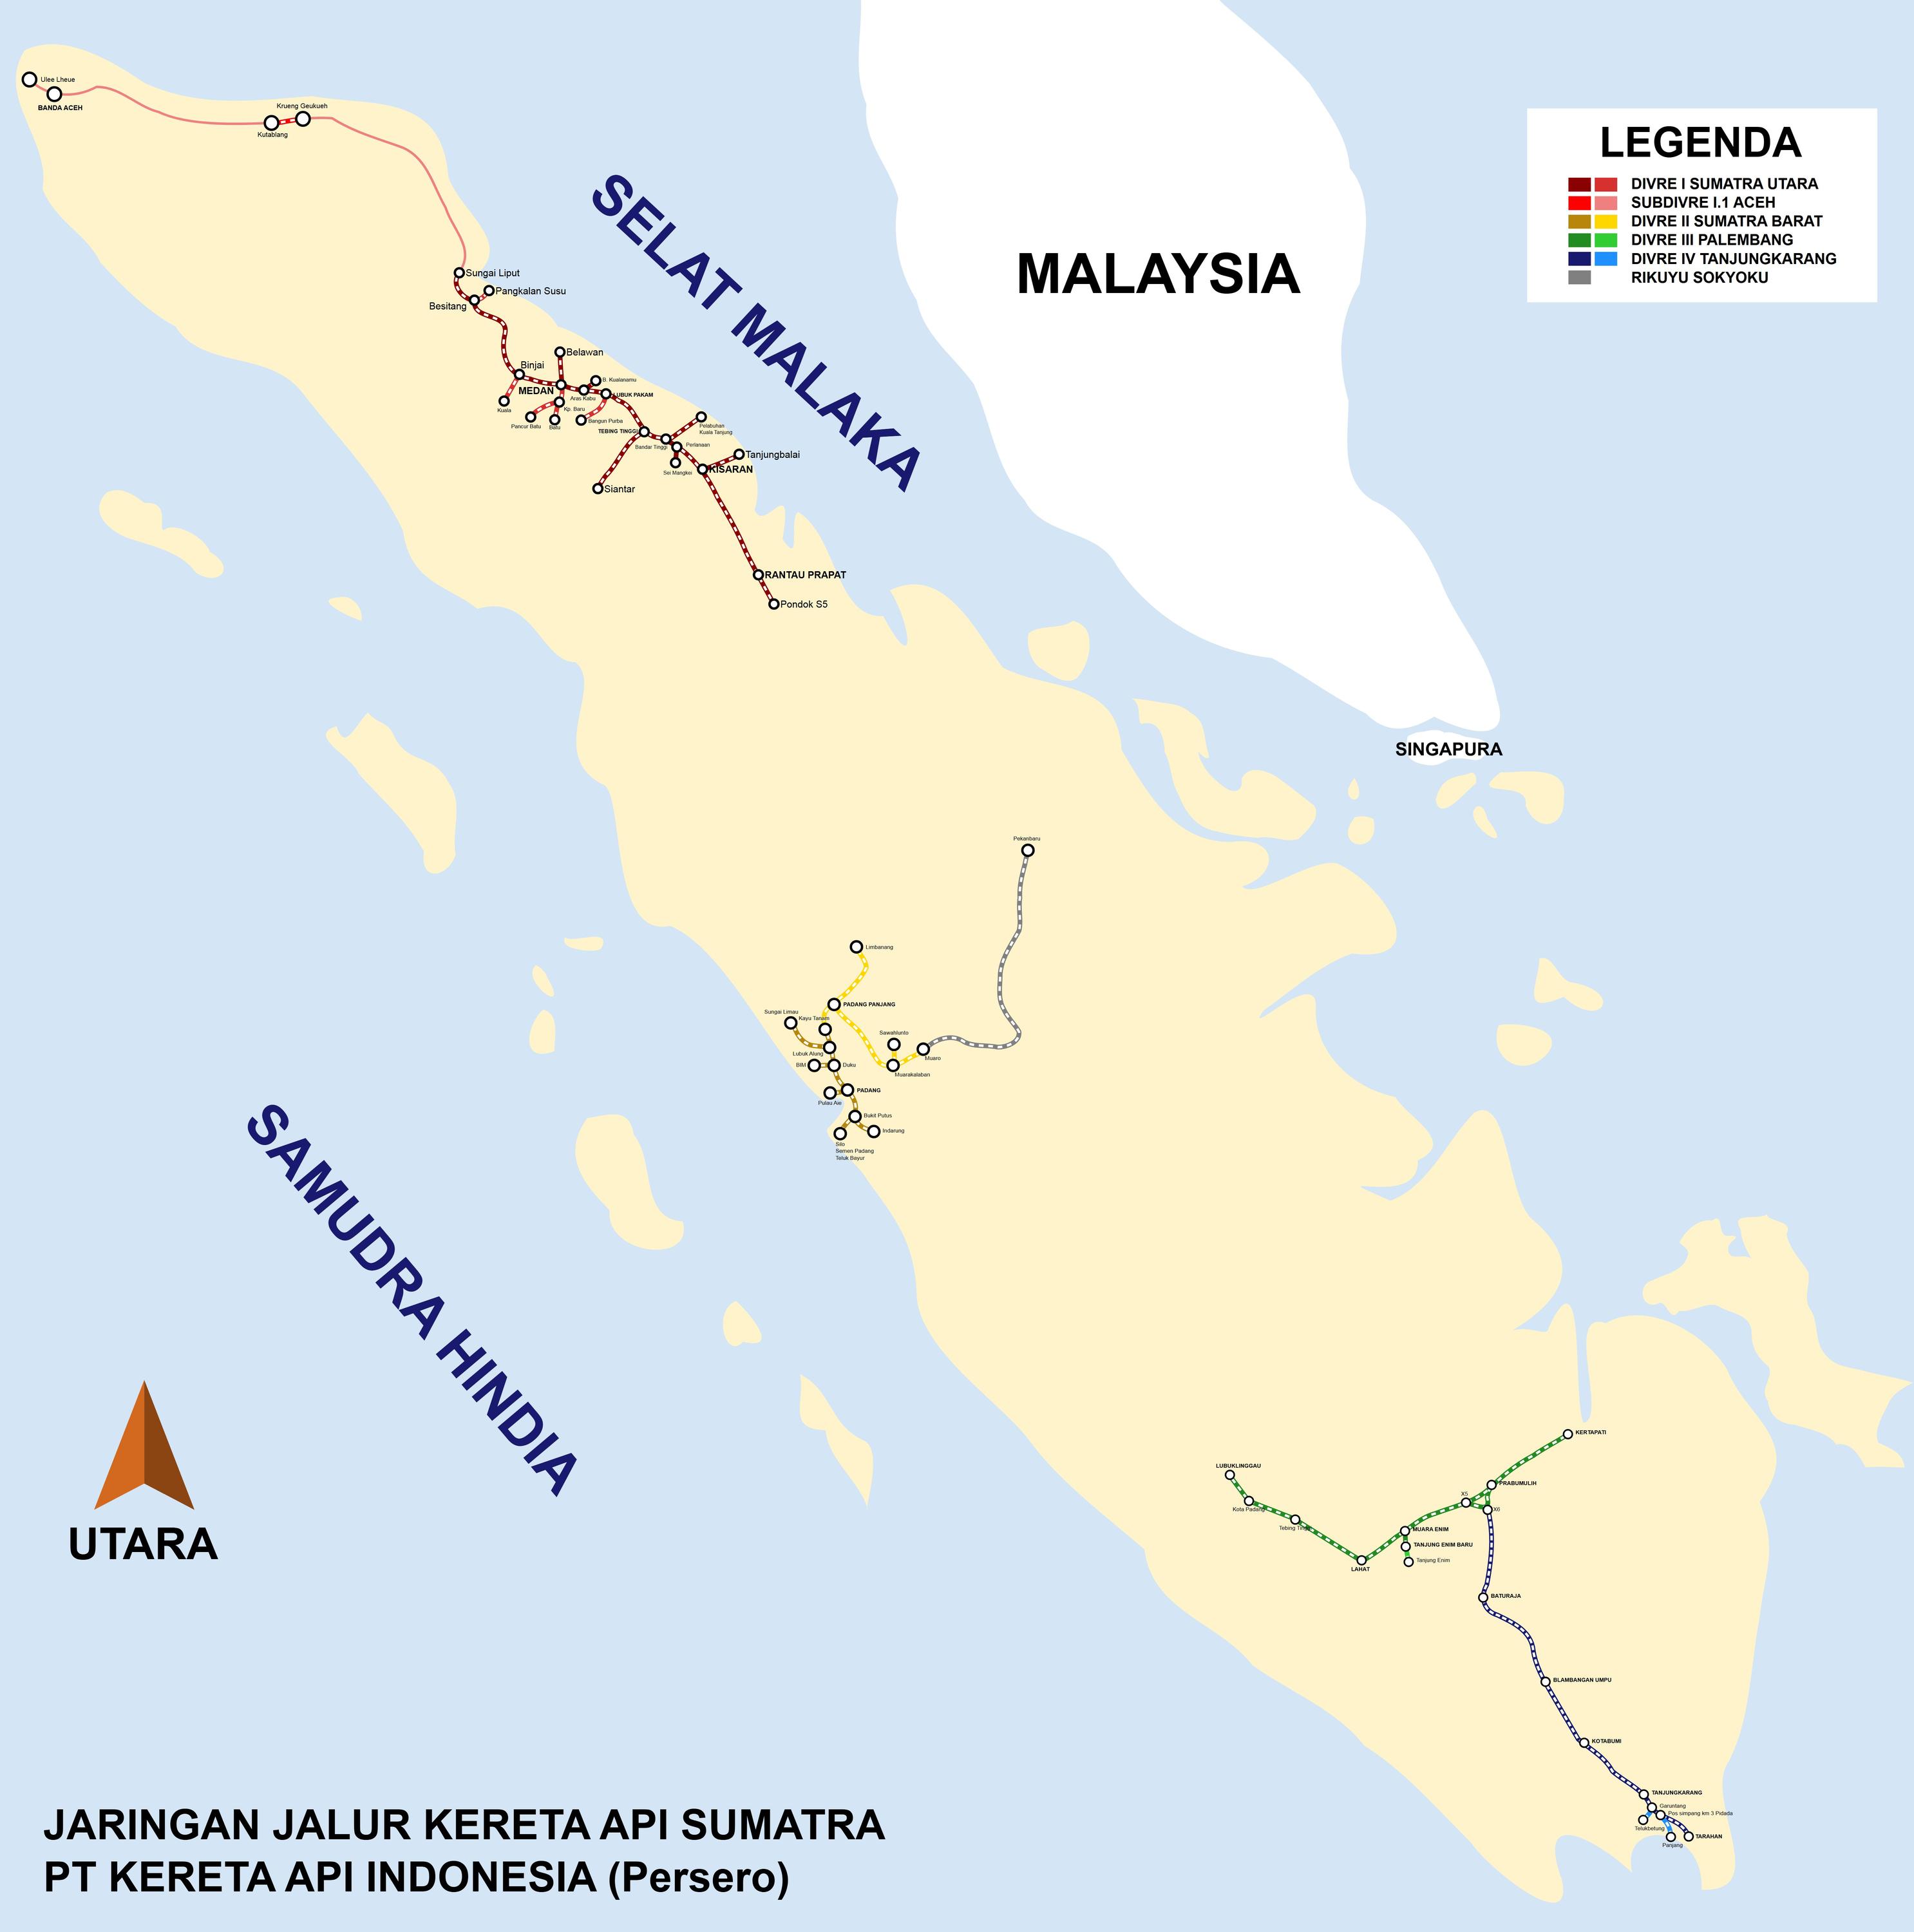 Ulee Lheue
BANDA ACEH
Krueng Geukueh
Kutablang
LEGENDA
DIVRE I SUMATRA UTARA
SUBDIVRE I.1 ACEH
DIVRE II SUMATRA BARAT
DIVRE III PALEMBANG
DIVRE IV TANJUNGKARANG
RIKUYU SOKYOKU
SELAT MALAKA
MALAYSIA
Sungai Liput
Pangkalan Susu
Besitang
Belawan
Binjai
B. Kualanamu
MEDAN
Aras Kabu
LUBUK PAKAM
Kuala
Kp. Baru
Pancur Batu
Batu
Bangun Purba
Pelabuhan
Kuala Tanjung
TEBING TINGGI
Bandar Tinggi
Perlanaan
Tanjungbalai
Sei Mangkei
KISARAN
Siantar
RANTAU PRAPAT
Pondok S5
SINGAPURA
Pekanbaru
Limbanang
PADANG PANJANG
Sungai Limau
Kayu Tanam
Sawahlunto
Lubuk Alung
Muaro
BIM
Duku
Muarakalaban
PADANG
Pulau Aie
Bukit Putus
Indarung
Silo
Semen Padang
Teluk Bayur
SAMUDRA HINDIA
UTARA
KERTAPATI
LUBUKLINGGAU
PRABUMULIH
X5
Kota Padang
X6
Tebing Tinggi
MUARA ENIM
TANJUNG ENIM BARU
Tanjung Enim
LAHAT
BATURAJA
BLAMBANGAN UMPU
KOTABUMI
TANJUNGKARANG
Garuntang
Pos simpang km 3 Pidada
Telukbetung
TARAHAN
Panjang
JARINGAN JALUR KERETA API SUMATRA
PT KERETA API INDONESIA (Persero)